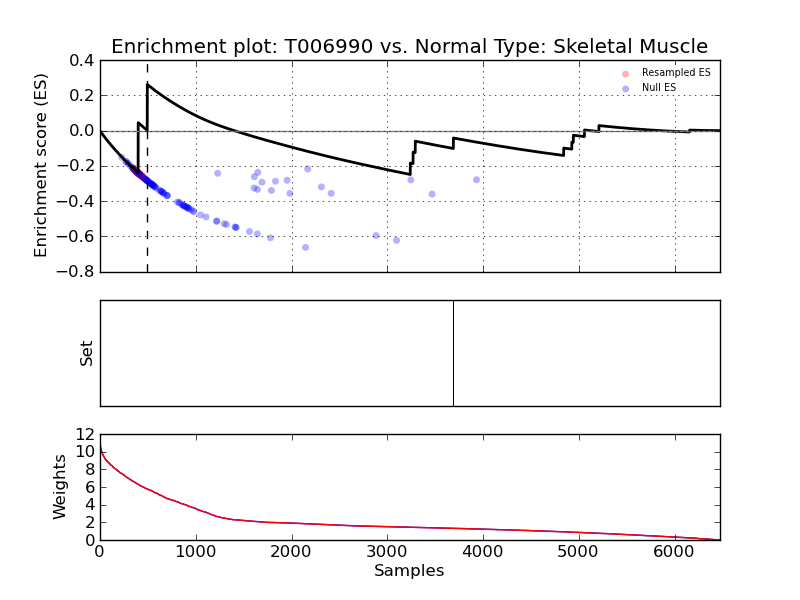 Enrichment plot: T006990 vs. Normal Type: Skeletal Muscle
Enrichment score (ES)
0.4
0.2
0.0
−0.2
−0.4
−0.6
−0.8
Resampled ES
Null ES
Set
Weights
12
10
8
6
4
2
0
0 1000 2000 3000 4000 5000 6000
Samples